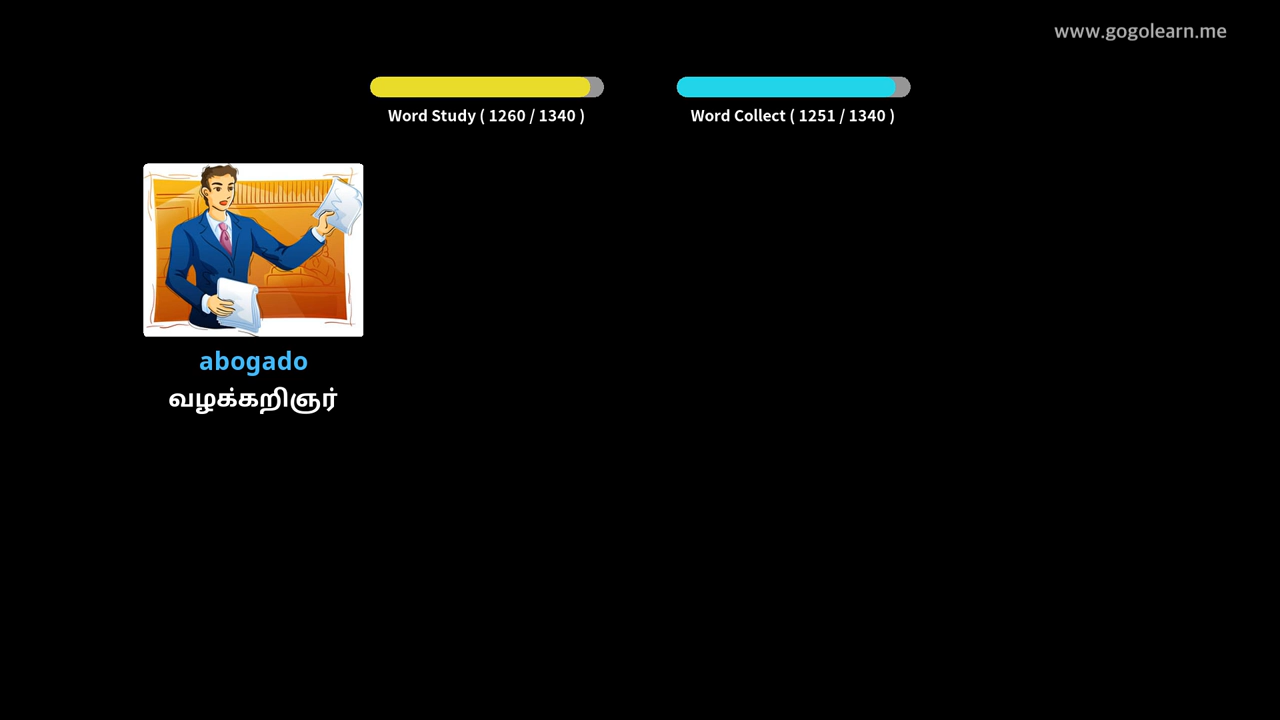 www.gogolearn.me
Word Study ( 1260 / 1340 )
Word Collect ( 1251 / 1340 )
abogado
வழக்கறிஞர்